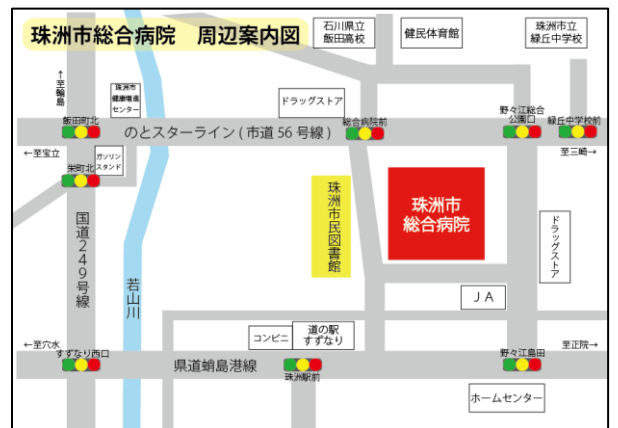 珠洲市総合病院　周辺案内図
石川県立
飯田高校
健民体育館
珠洲市立
緑丘中学校
←至輪島
珠洲市
健康増進
センター
ドラッグストア
飯田町北
のとスターライン(市道56号線)
総合病院前
野々江総合
公園口
緑丘中学校前
←至宝立
至三崎→
栄町北
ガソリン
スタンド
珠洲市民図書館
珠洲市
総合病院
国道249号線
若山川
ドラッグストア
JA
コンビニ
道の駅
すずなり
←至穴水
すずなり西口
県道蛸島港線
珠洲駅前
野々江島田
至正院→
ホームセンター